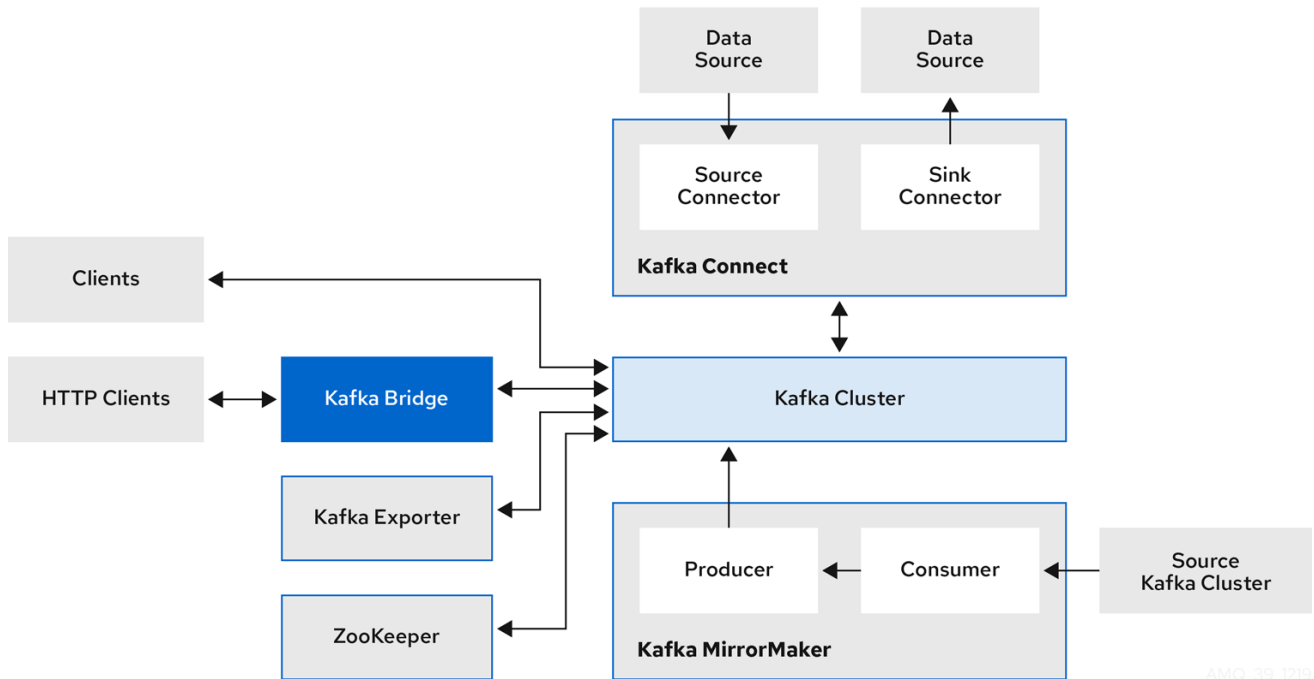 Data
Source
Data
Source
Source
Connector
Sink
Connector
Kafka Connect
Clients
HTTP Clients
Kafka Bridge
Kafka Cluster
Kafka Exporter
Producer
Consumer
Source
Kafka Cluster
ZooKeeper
Kafka MirrorMaker
AMQ_39_1219